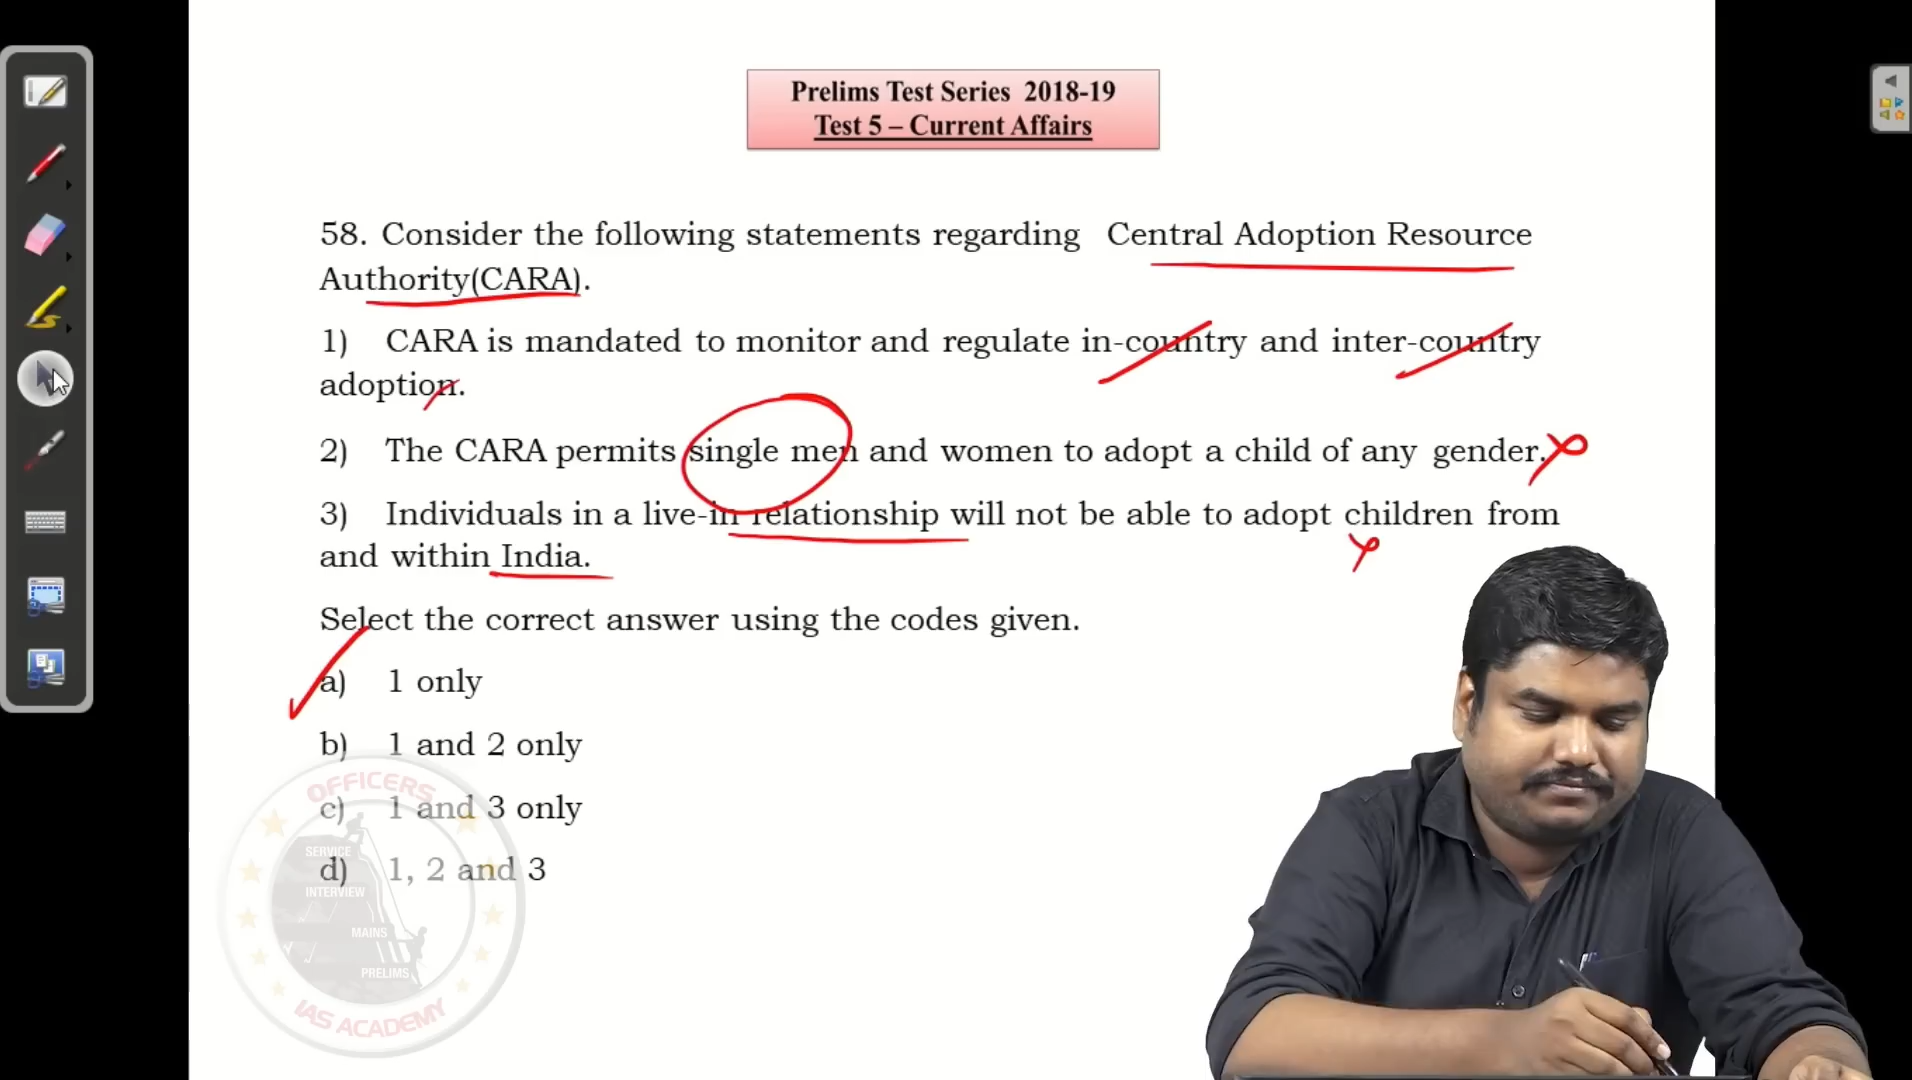 Prelims Test Series 2018-19
Test 5 – Current Affairs
58. Consider the following statements regarding Central Adoption Resource
Authority(CARA).
1) CARA is mandated to monitor and regulate in-country and inter-country
adoption.
2) The CARA permits single men and women to adopt a child of any gender.
3) Individuals in a live-in relationship will not be able to adopt children from
and within India.
Select the correct answer using the codes given.
a) 1 only
b) 1 and 2 only
c) 1 and 3 only
d) 1, 2 and 3
OFFICERS
SERVICE
INTERVIEW
MAINS
PRELIMS
IAS ACADEMY